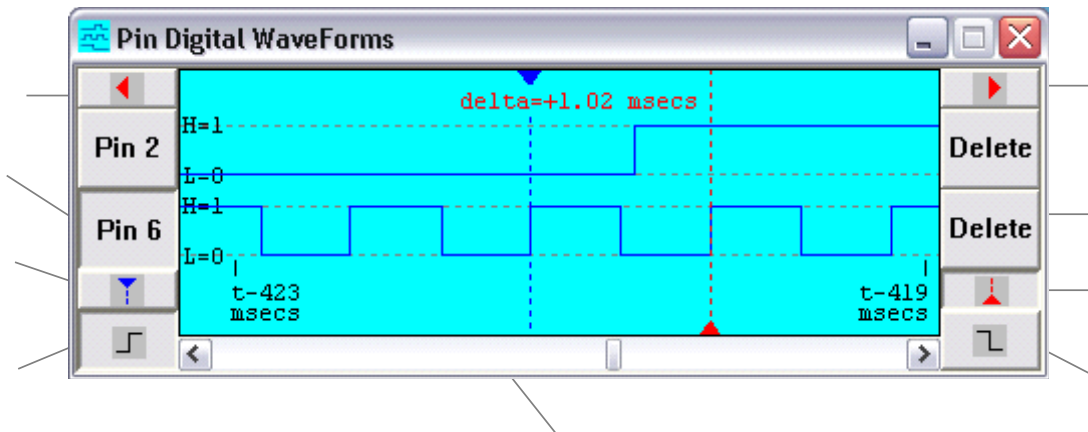 Pin Digital WaveForms
delta=+1.02 msecs
Pin 2
H=1
L=0
Delete
Pin 6
H=1
L=0
Delete
t-423
msecs
t-419
msecs